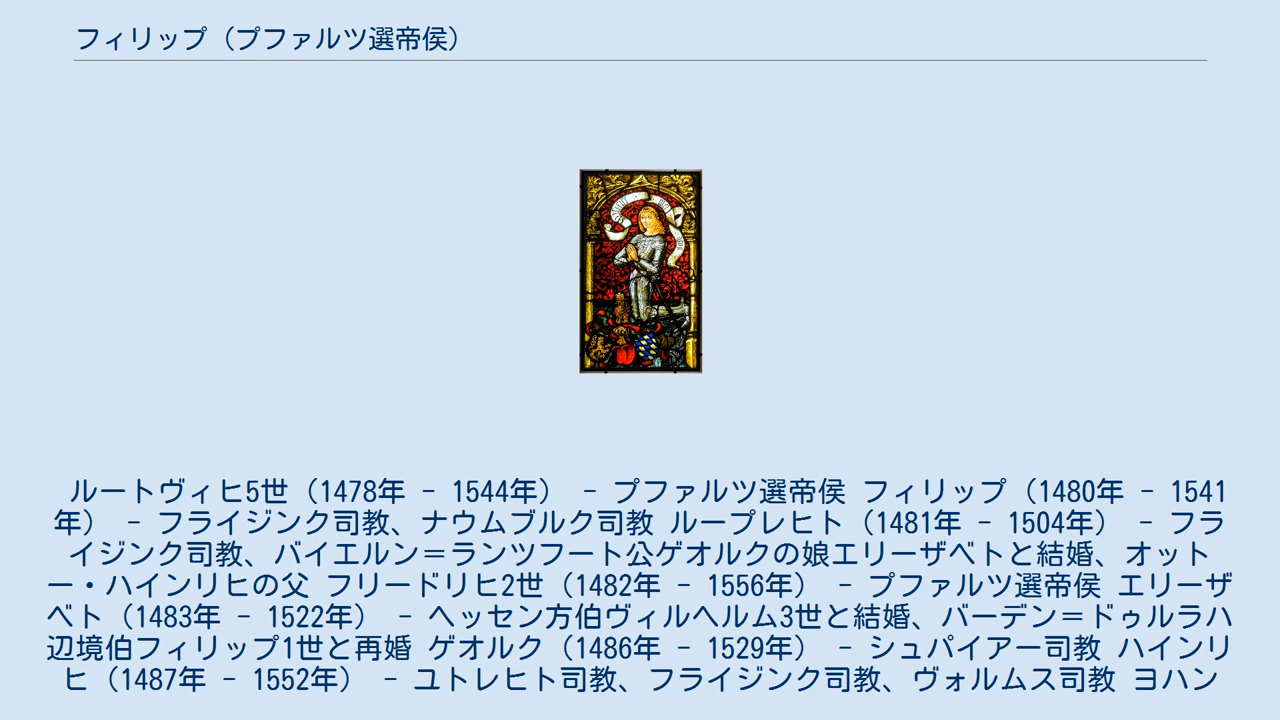 フィリップ（プファルツ選帝侯）
ルートヴィヒ5世（1478年 - 1544年） - プファルツ選帝侯 フィリップ（1480年 - 1541
年） - フライジンク司教、ナウムブルク司教 ループレヒト（1481年 - 1504年） - フラ
イジンク司教、バイエルン＝ランツフート公ゲオルクの娘エリーザベトと結婚、オット
ー・ハインリヒの父 フリードリヒ2世（1482年 - 1556年） - プファルツ選帝侯 エリーザ
ベト（1483年 - 1522年） - ヘッセン方伯ヴィルヘルム3世と結婚、バーデン＝ドゥルラハ
辺境伯フィリップ1世と再婚 ゲオルク（1486年 - 1529年） - シュパイアー司教 ハインリ
ヒ（1487年 - 1552年） - ユトレヒト司教、フライジンク司教、ヴォルムス司教 ヨハン